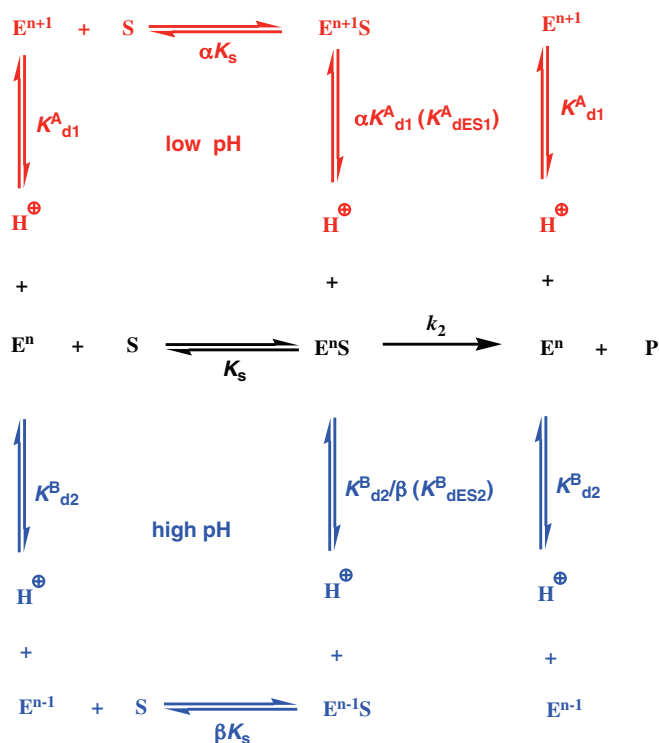 Eⁿ⁺¹ + S Eⁿ⁺¹S Eⁿ⁺¹
αKₛ
Kᴬd1 αKᴬd1 (KᴬdES1) Kᴬd1
low pH
H⊕ H⊕ H⊕
+ + +
Eⁿ + S EⁿS k₂ Eⁿ + P
Kₛ
Kᴮd2 Kᴮd2/β (KᴮdES2) Kᴮd2
high pH
H⊕ H⊕ H⊕
+ + +
Eⁿ⁻¹ + S Eⁿ⁻¹S Eⁿ⁻¹
βKₛ